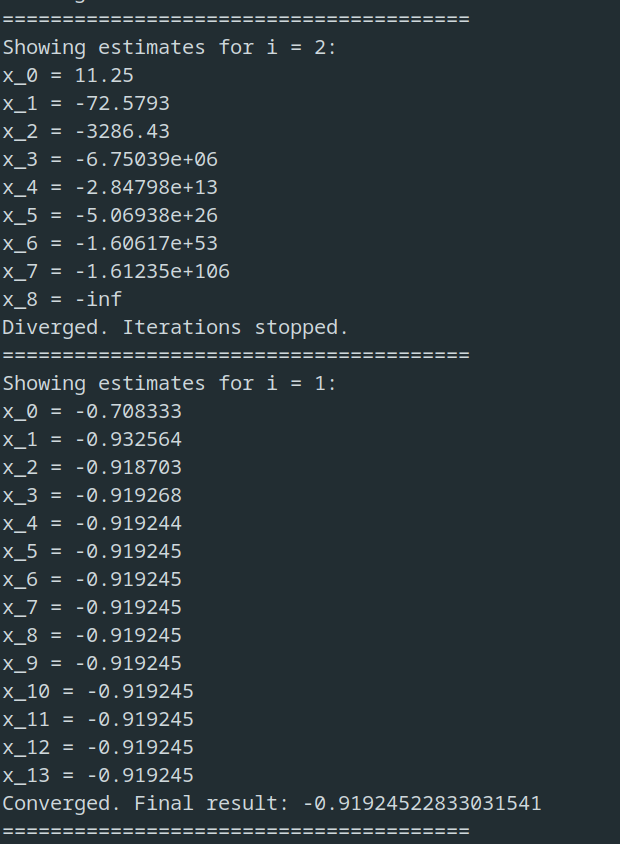 =======================================
Showing estimates for i = 2:
x_0 = 11.25
x_1 = -72.5793
x_2 = -3286.43
x_3 = -6.75039e+06
x_4 = -2.84798e+13
x_5 = -5.06938e+26
x_6 = -1.60617e+53
x_7 = -1.61235e+106
x_8 = -inf
Diverged. Iterations stopped.
=======================================
Showing estimates for i = 1:
x_0 = -0.708333
x_1 = -0.932564
x_2 = -0.918703
x_3 = -0.919268
x_4 = -0.919244
x_5 = -0.919245
x_6 = -0.919245
x_7 = -0.919245
x_8 = -0.919245
x_9 = -0.919245
x_10 = -0.919245
x_11 = -0.919245
x_12 = -0.919245
x_13 = -0.919245
Converged. Final result: -0.91924522833031541
=======================================